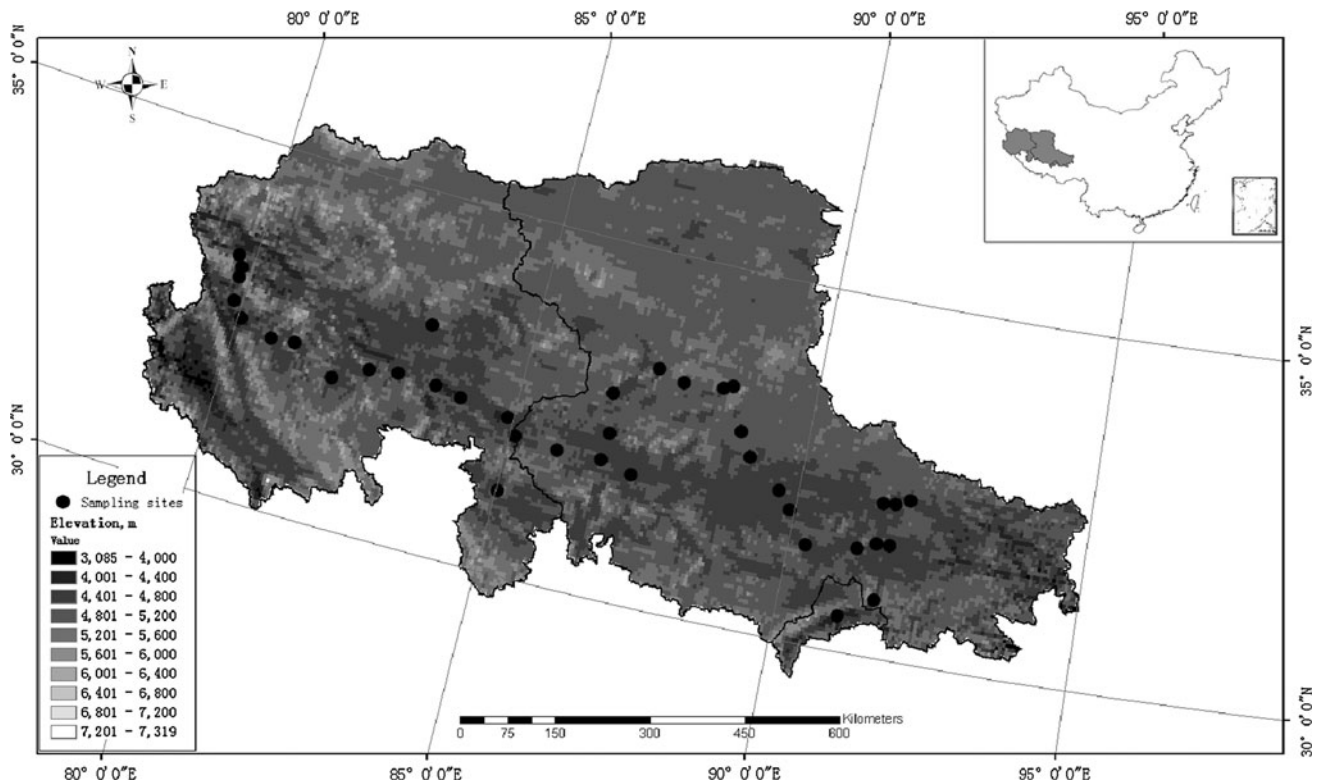 80° 0'0"E
85° 0'0"E
90° 0'0"E
95° 0'0"E
35° 0'0"N
N
W E
S
35° 0'0"N
30° 0'0"N
Legend
Sampling sites
Elevation, m
Value
3,085 - 4,000
4,001 - 4,400
4,401 - 4,800
4,801 - 5,200
5,201 - 5,600
5,601 - 6,000
6,001 - 6,400
6,401 - 6,800
6,801 - 7,200
7,201 - 7,319
Kilometers
0 75 150 300 450 600
30° 0'0"N
80° 0'0"E
85° 0'0"E
90° 0'0"E
95° 0'0"E